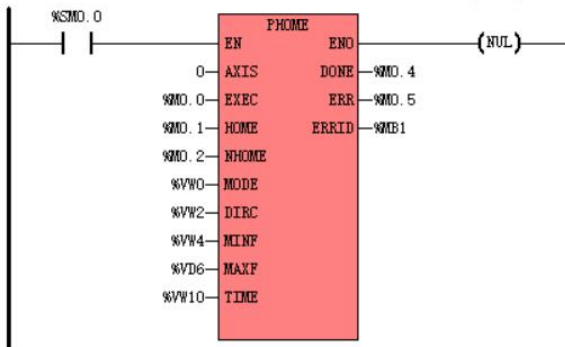 %SM0.0
PHOME
EN ENO (NUL)
0 AXIS DONE %M0.4
%M0.0 EXEC ERR %M0.5
%M0.1 HOME ERRID %MB1
%M0.2 NHOME
%VW0 MODE
%VW2 DIRC
%VW4 MINF
%VD6 MAXF
%VW10 TIME